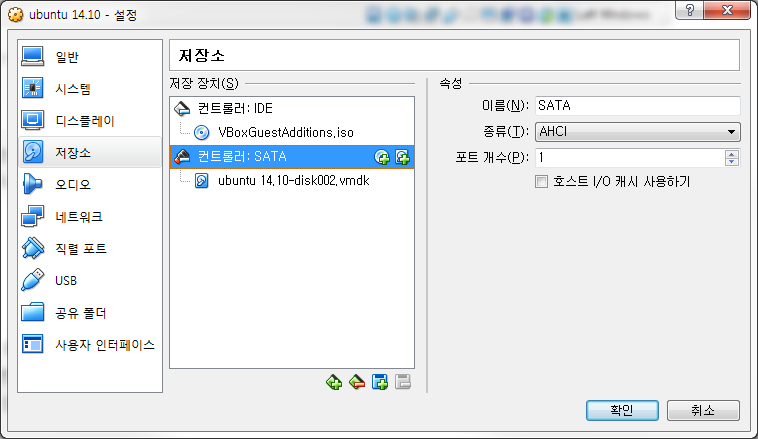 ubuntu 14.10 - 설정
일반
시스템
디스플레이
저장소
오디오
네트워크
직렬 포트
USB
공유 폴더
사용자 인터페이스
저장소
저장 장치(S)
컨트롤러: IDE
VBoxGuestAdditions.iso
컨트롤러: SATA
ubuntu 14.10-disk002.vmdk
속성
이름(N): SATA
종류(T): AHCI
포트 개수(P): 1
호스트 I/O 캐시 사용하기
확인 취소